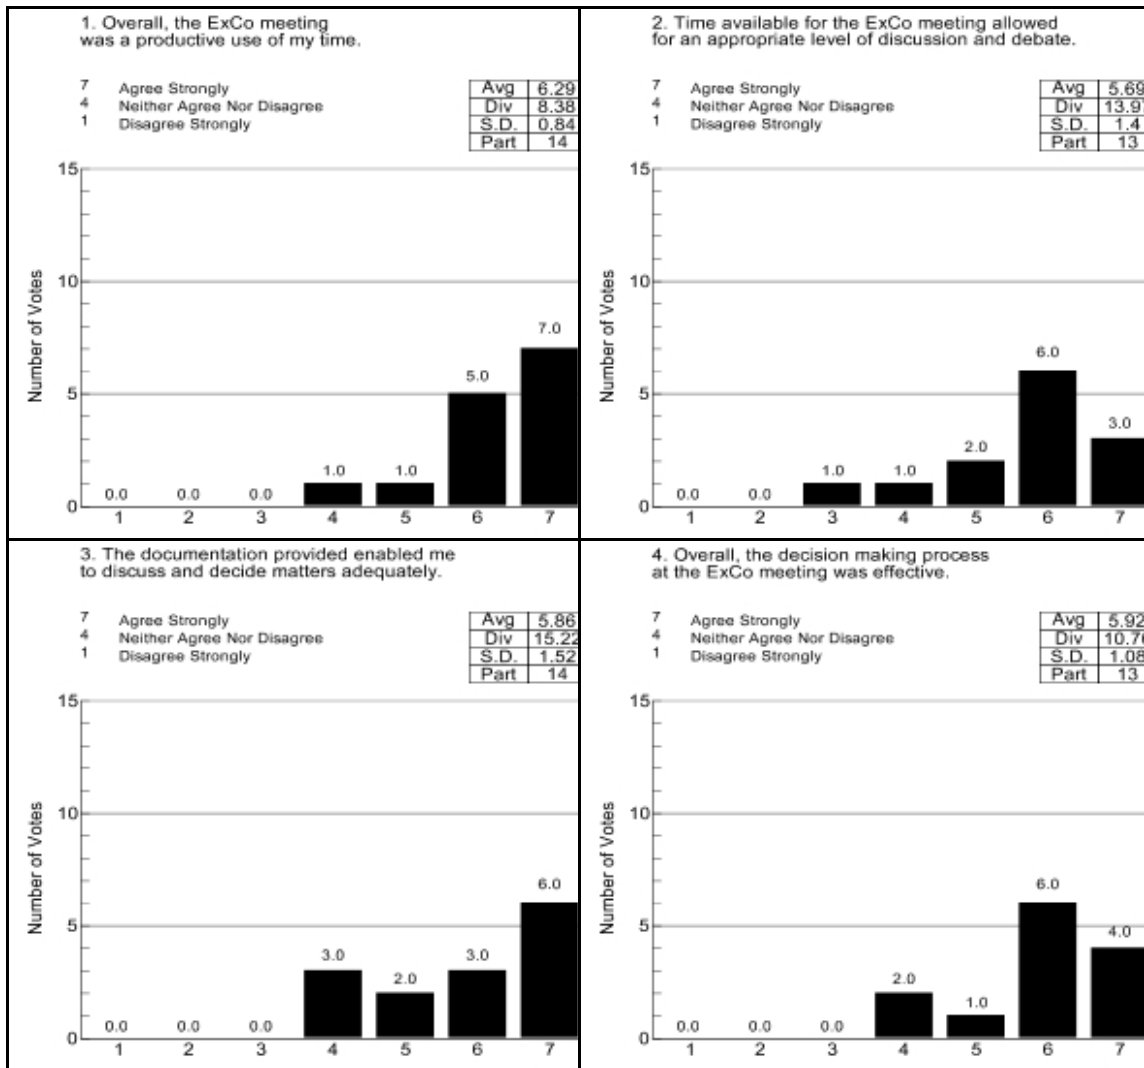 1. Overall, the ExCo meeting
was a productive use of my time.
7 Agree Strongly
4 Neither Agree Nor Disagree
1 Disagree Strongly
Avg 6.29
Div 8.38
S.D. 0.84
Part 14
Number of Votes
15
10
5
0
0.0 0.0 0.0 1.0 1.0 5.0 7.0
1 2 3 4 5 6 7
2. Time available for the ExCo meeting allowed
for an appropriate level of discussion and debate.
7 Agree Strongly
4 Neither Agree Nor Disagree
1 Disagree Strongly
Avg 5.69
Div 13.9
S.D. 1.4
Part 13
Number of Votes
15
10
5
0
0.0 0.0 1.0 1.0 2.0 6.0 3.0
1 2 3 4 5 6 7
3. The documentation provided enabled me
to discuss and decide matters adequately.
7 Agree Strongly
4 Neither Agree Nor Disagree
1 Disagree Strongly
Avg 5.86
Div 15.22
S.D. 1.52
Part 14
Number of Votes
15
10
5
0
0.0 0.0 0.0 3.0 2.0 3.0 6.0
1 2 3 4 5 6 7
4. Overall, the decision making process
at the ExCo meeting was effective.
7 Agree Strongly
4 Neither Agree Nor Disagree
1 Disagree Strongly
Avg 5.92
Div 10.7
S.D. 1.08
Part 13
Number of Votes
15
10
5
0
0.0 0.0 0.0 2.0 1.0 6.0 4.0
1 2 3 4 5 6 7